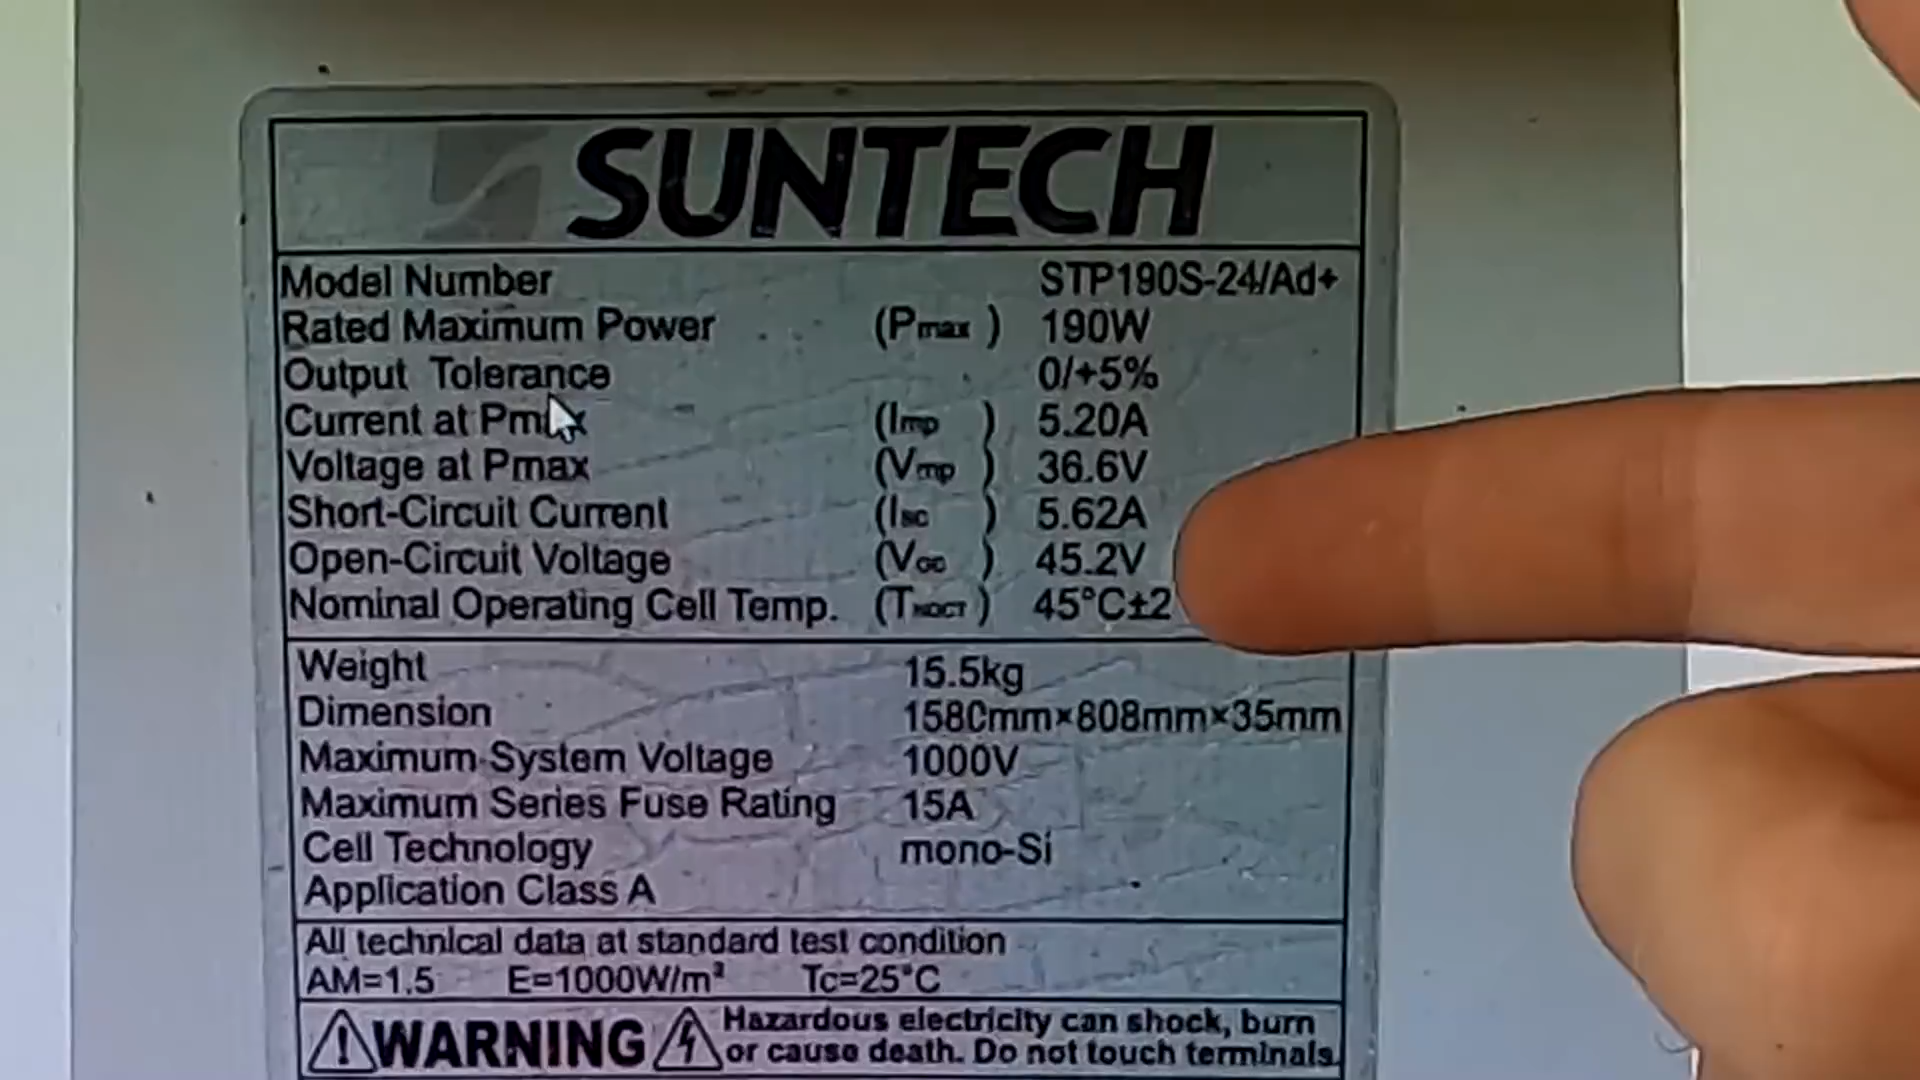 SUNTECH
Model Number STP190S-24/Ad+
Rated Maximum Power (Pmax) 190W
Output Tolerance 0/+5%
Current at Pmax (Imp) 5.20A
Voltage at Pmax (Vmp) 36.6V
Short-Circuit Current (Isc) 5.62A
Open-Circuit Voltage (Voc) 45.2V
Nominal Operating Cell Temp. (TNOCT) 45°C±2
Weight 15.5kg
Dimension 1580mm×808mm×35mm
Maximum System Voltage 1000V
Maximum Series Fuse Rating 15A
Cell Technology mono-Si
Application Class A
All technical data at standard test condition
AM=1.5 E=1000W/m² Tc=25°C
WARNING Hazardous electricity can shock, burn
or cause death. Do not touch terminals.